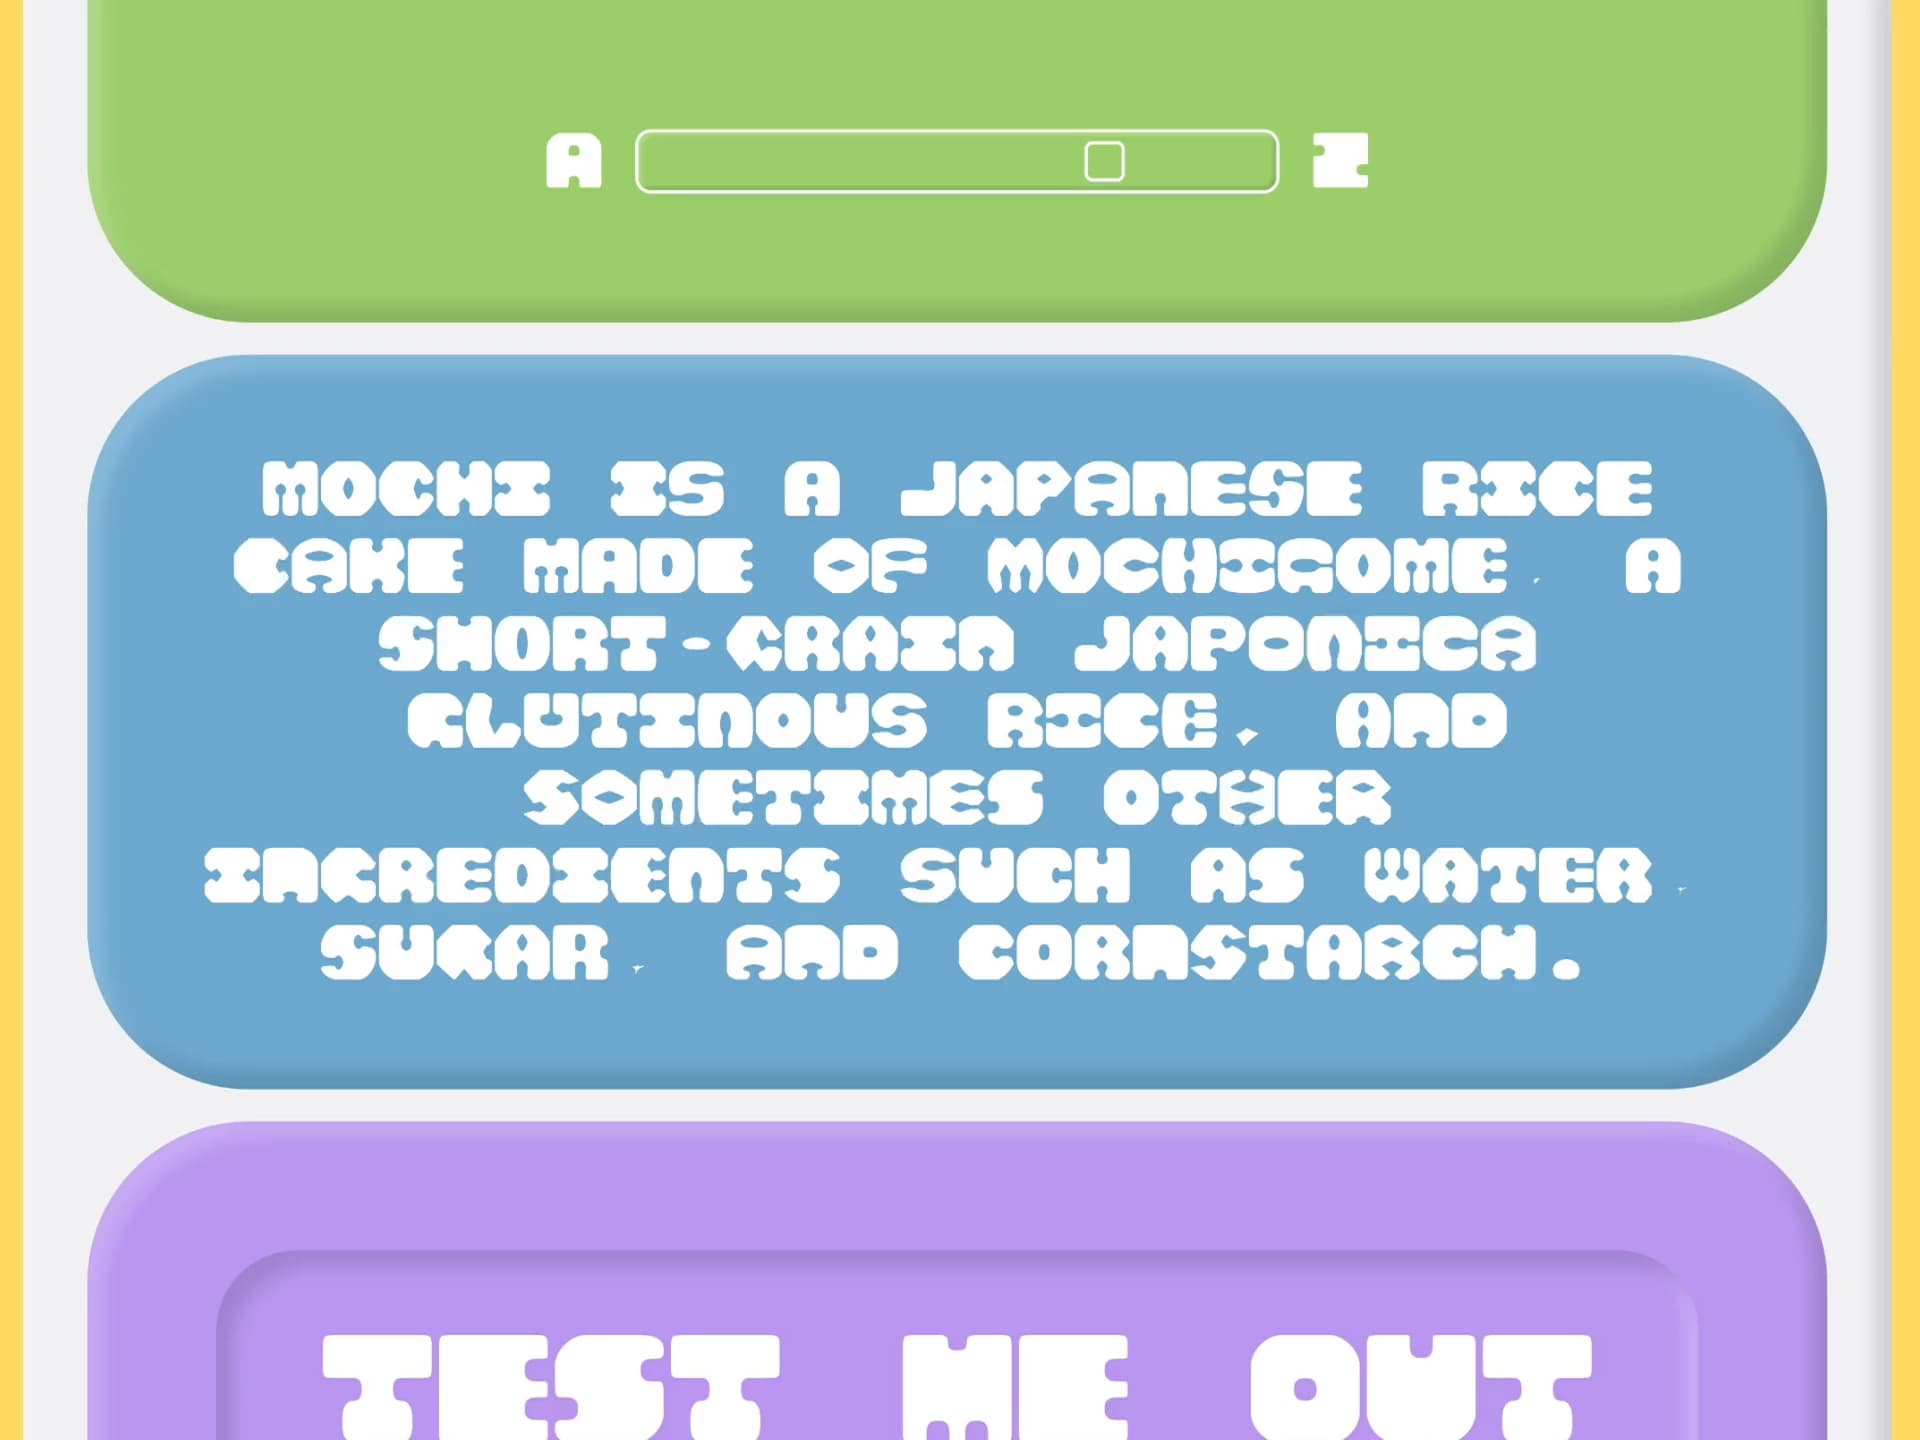 A Z
MOCHI IS A JAPANESE RICE
CAKE MADE OF MOCHIGOME, A
SHORT-GRAIN JAPONICA
GLUTINOUS RICE, AND
SOMETIMES OTHER
INGREDIENTS SUCH AS WATER,
SUGAR, AND CORNSTARCH.
TEST ME OUT